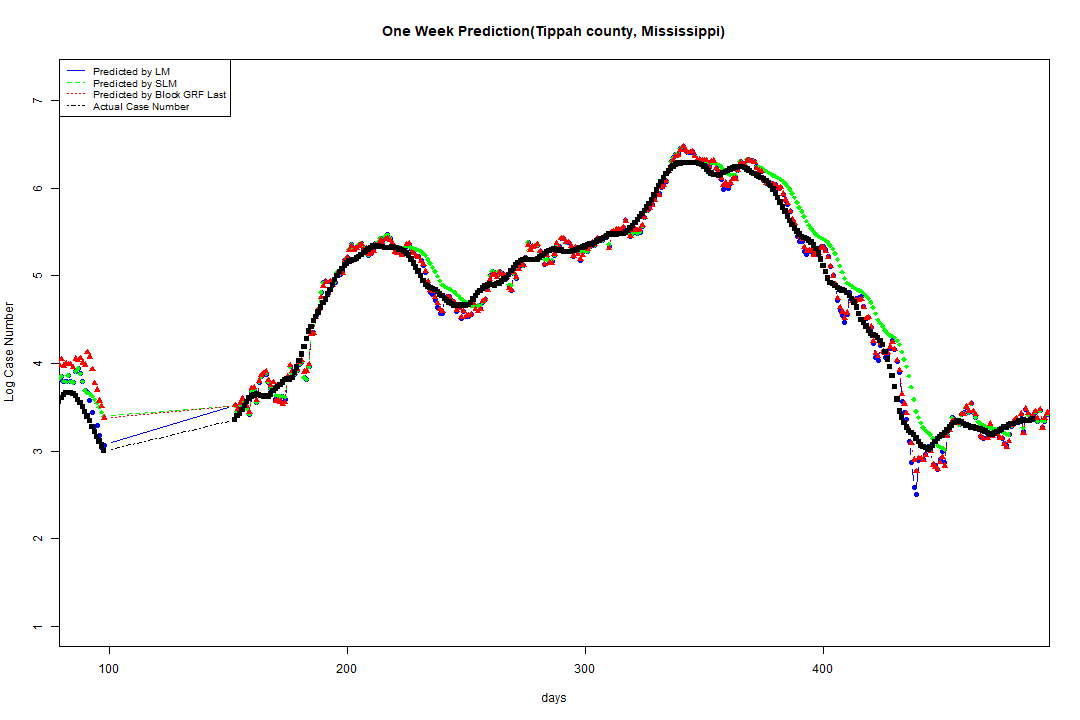 One Week Prediction(Tippah county, Mississippi)
Predicted by LM
Predicted by SLM
Predicted by Block GRF Last
Actual Case Number
7
6
5
4
3
2
1
Log Case Number
100 200 300 400
days